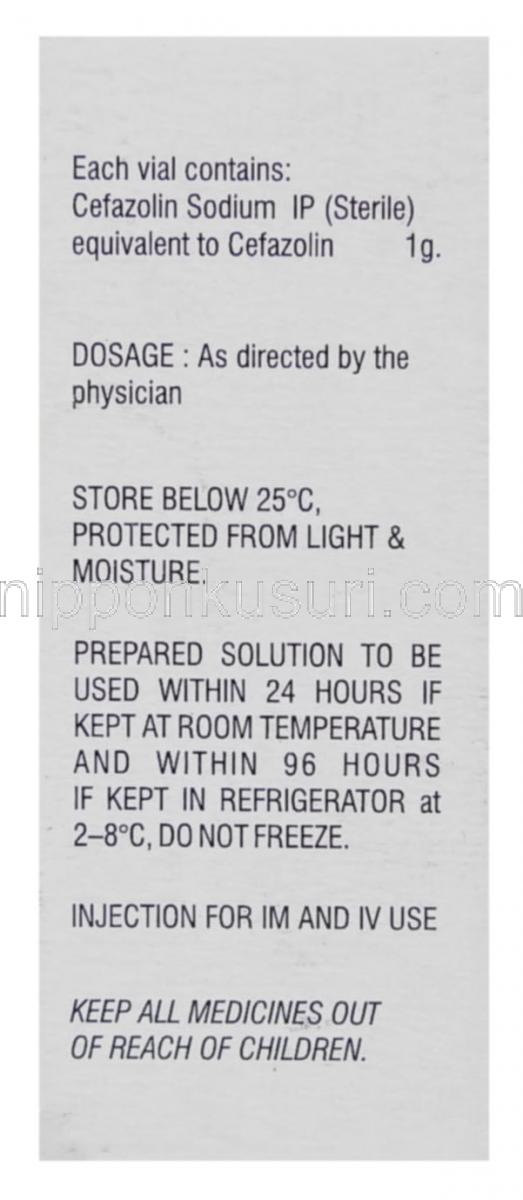 Each vial contains:
Cefazolin Sodium IP (Sterile)
equivalent to Cefazolin 1g.
DOSAGE : As directed by the
physician
STORE BELOW 25°C,
PROTECTED FROM LIGHT &
MOISTURE.
nipponkusuri.com
PREPARED SOLUTION TO BE
USED WITHIN 24 HOURS IF
KEPT AT ROOM TEMPERATURE
AND WITHIN 96 HOURS
IF KEPT IN REFRIGERATOR at
2–8°C, DO NOT FREEZE.
INJECTION FOR IM AND IV USE
KEEP ALL MEDICINES OUT
OF REACH OF CHILDREN.